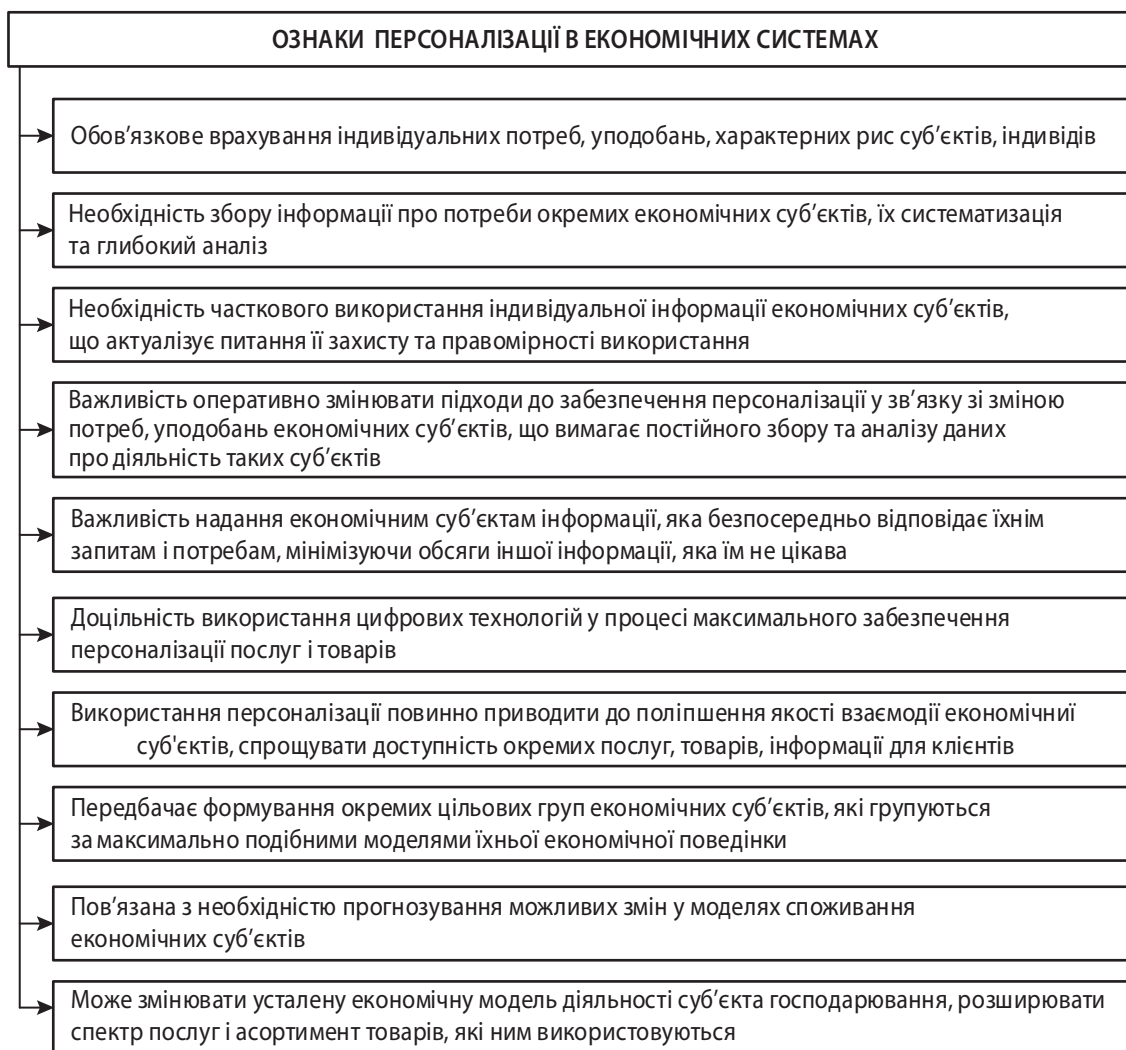 ОЗНАКИ ПЕРСОНАЛІЗАЦІЇ В ЕКОНОМІЧНИХ СИСТЕМАХ
Обов’язкове врахування індивідуальних потреб, уподобань, характерних рис суб’єктів, індивідів
Необхідність збору інформації про потреби окремих економічних суб’єктів, їх систематизація
та глибокий аналіз
Необхідність часткового використання індивідуальної інформації економічних суб’єктів,
що актуалізує питання її захисту та правомірності використання
Важливість оперативно змінювати підходи до забезпечення персоналізації у зв’язку зі зміною
потреб, уподобань економічних суб’єктів, що вимагає постійного збору та аналізу даних
про діяльність таких суб’єктів
Важливість надання економічним суб’єктам інформації, яка безпосередньо відповідає їхнім
запитам і потребам, мінімізуючи обсяги іншої інформації, яка їм не цікава
Доцільність використання цифрових технологій у процесі максимального забезпечення
персоналізації послуг і товарів
Використання персоналізації повинно приводити до поліпшення якості взаємодії економічниї
суб'єктів, спрощувати доступність окремих послуг, товарів, інформації для клієнтів
Передбачає формування окремих цільових груп економічних суб’єктів, які групуються
за максимально подібними моделями їхньої економічної поведінки
Пов’язана з необхідністю прогнозування можливих змін у моделях споживання
економічних суб’єктів
Може змінювати усталену економічну модель діяльності суб’єкта господарювання, розширювати
спектр послуг і асортимент товарів, які ним використовуються